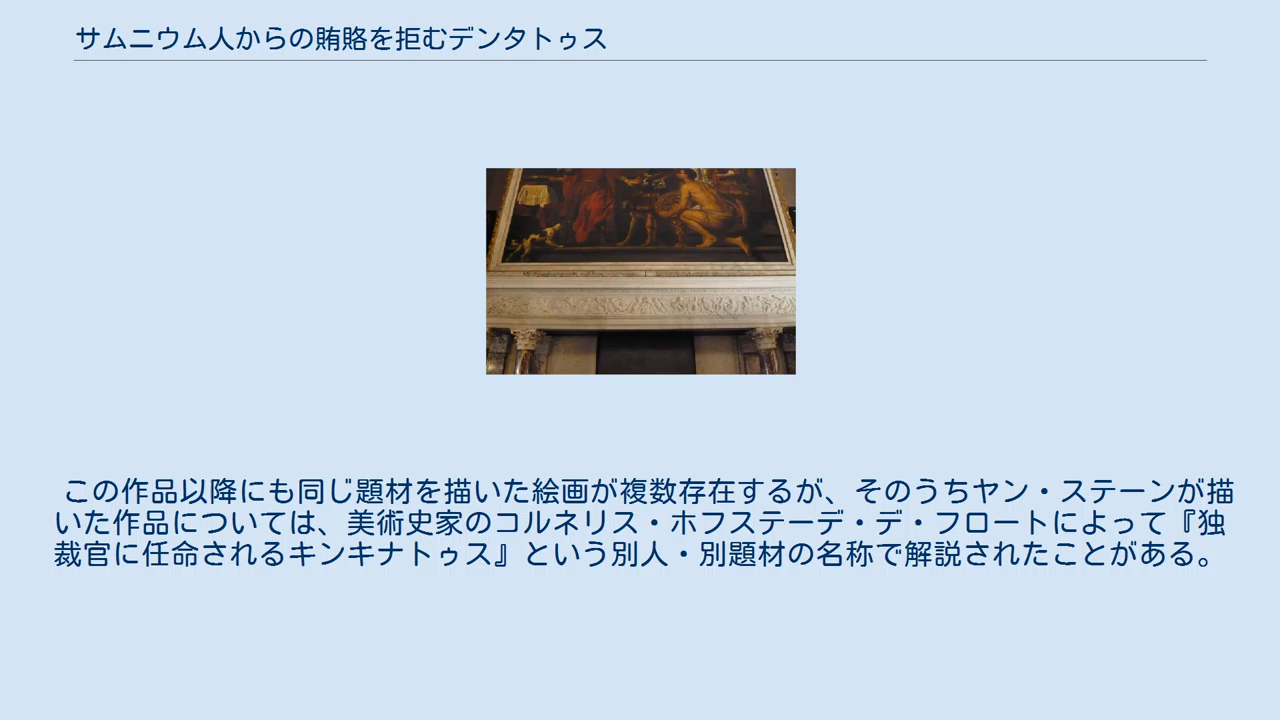 サムニウム人からの賄賂を拒むデンタトゥス
この作品以降にも同じ題材を描いた絵画が複数存在するが、そのうちヤン・ステーンが描
いた作品については、美術史家のコルネリス・ホフステーデ・デ・フロートによって『独
裁官に任命されるキンキナトゥス』という別人・別題材の名称で解説されたことがある。